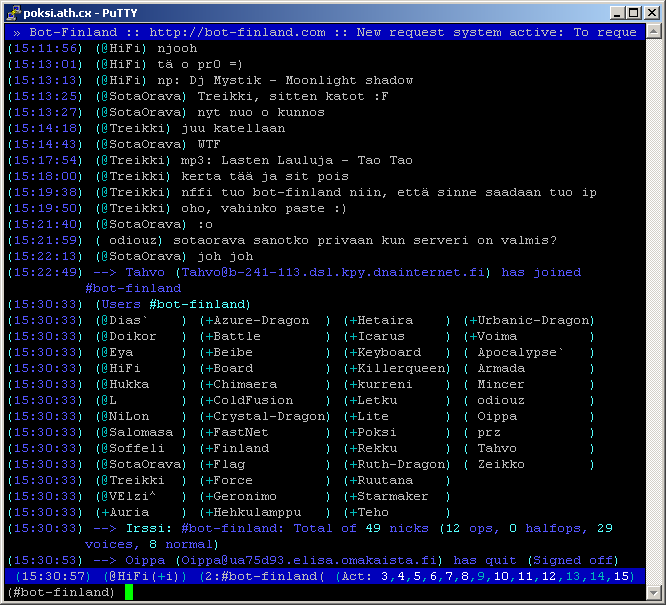 poksi.ath.cx - PuTTY
» Bot-Finland :: http://bot-finland.com :: New request system active: To reque
(15:11:56) (@HiFi) njooh
(15:13:01) (@HiFi) tä o pr0 =)
(15:13:13) (@HiFi) np: Dj Mystik - Moonlight shadow
(15:13:25) (@SotaOrava) Treikki, sitten katot :F
(15:13:27) (@SotaOrava) nyt nuo o kunnos
(15:14:18) (@Treikki) juu katellaan
(15:14:43) (@SotaOrava) WTF
(15:17:54) (@Treikki) mp3: Lasten Lauluja - Tao Tao
(15:18:00) (@Treikki) kerta tää ja sit pois
(15:19:38) (@Treikki) nffi tuo bot-finland niin, että sinne saadaan tuo ip
(15:19:50) (@Treikki) oho, vahinko paste :)
(15:21:40) (@SotaOrava) :o
(15:21:59) ( odiouz) sotaorava sanotko privaan kun serveri on valmis?
(15:22:13) (@SotaOrava) joh joh
(15:22:49) --> Tahvo (Tahvo@b-241-113.dsl.kpy.dnainternet.fi) has joined
#bot-finland
(15:30:33) (Users #bot-finland)
(15:30:33) (@Dias` ) (+Azure-Dragon ) (+Hetaira ) (+Urbanic-Dragon)
(15:30:33) (@Doikor ) (+Battle ) (+Icarus ) (+Voima )
(15:30:33) (@Eya ) (+Beibe ) (+Keyboard ) ( Apocalypse` )
(15:30:33) (@HiFi ) (+Board ) (+Killerqueen) ( Armada )
(15:30:33) (@Hukka ) (+Chimaera ) (+kurreni ) ( Mincer )
(15:30:33) (@L ) (+ColdFusion ) (+Letku ) ( odiouz )
(15:30:33) (@NiLon ) (+Crystal-Dragon) (+Lite ) ( Oippa )
(15:30:33) (@Salomasa ) (+FastNet ) (+Poksi ) ( prz )
(15:30:33) (@Soffeli ) (+Finland ) (+Rekku ) ( Tahvo )
(15:30:33) (@SotaOrava) (+Flag ) (+Ruth-Dragon) ( Zeikko )
(15:30:33) (@Treikki ) (+Force ) (+Ruutana )
(15:30:33) (@VElzi^ ) (+Geronimo ) (+Starmaker )
(15:30:33) (+Auria ) (+Hehkulamppu ) (+Teho )
(15:30:33) --> Irssi: #bot-finland: Total of 49 nicks (12 ops, 0 halfops, 29
voices, 8 normal)
(15:30:53) --> Oippa (Oippa@ua75d93.elisa.omakaista.fi) has quit (Signed off)
(15:30:57) (@HiFi(+i)) (2:#bot-finland( (Act: 3,4,5,6,7,8,9,10,11,12,13,14,15)
(#bot-finland)